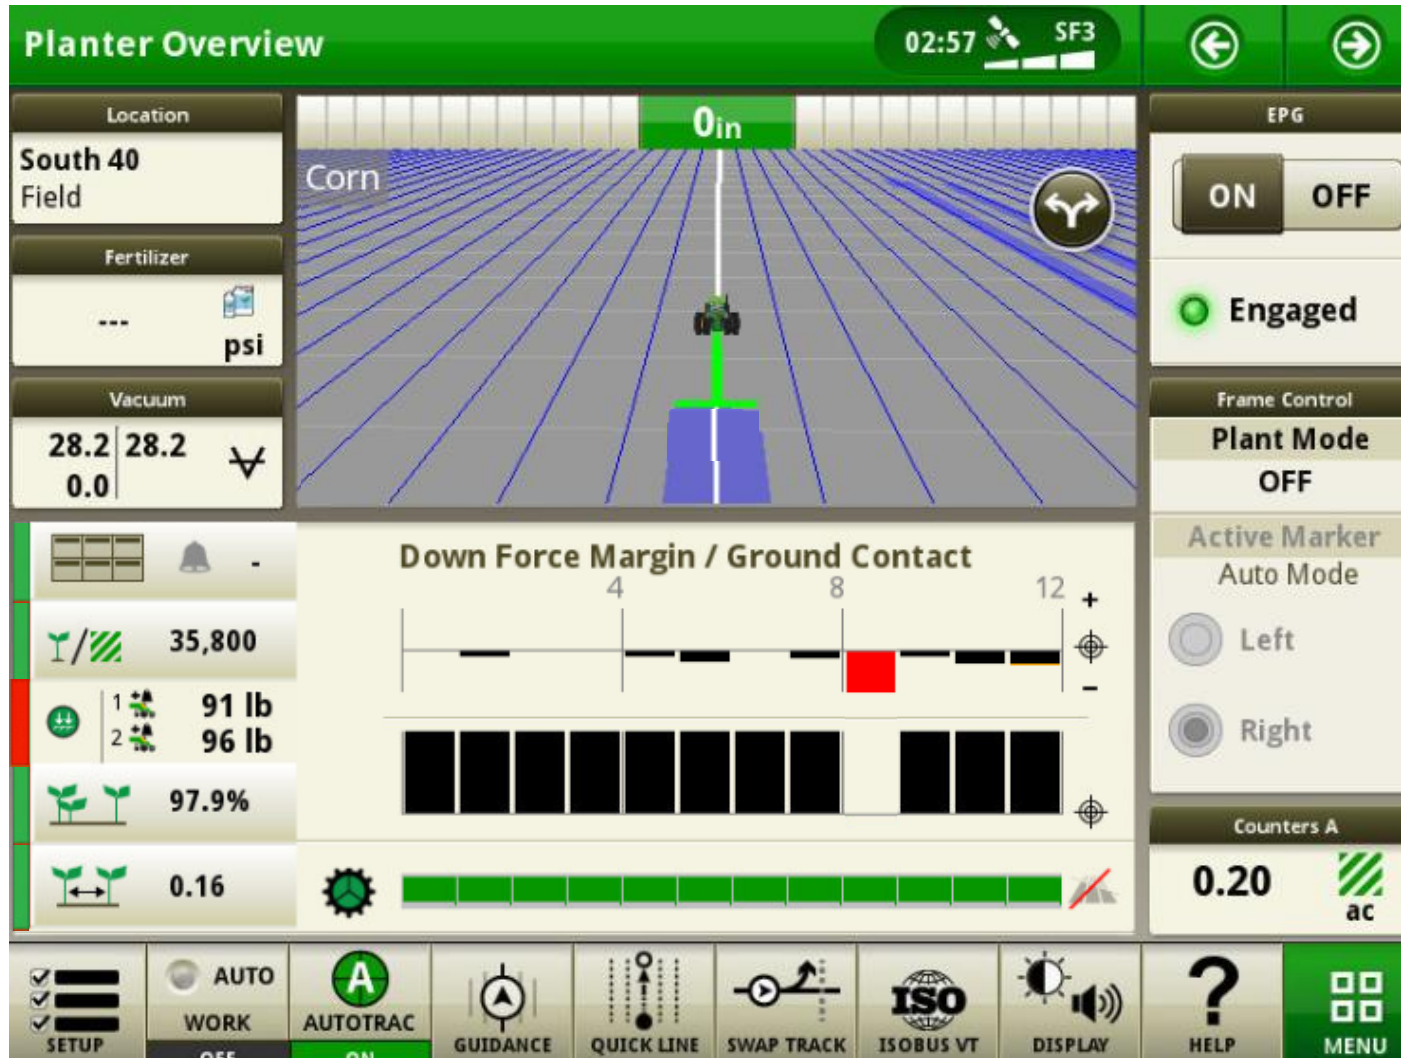 Planter Overview
02:57 SF3
Location
South 40
Field
Fertilizer
---
psi
Vacuum
28.2 28.2
0.0
0in
Corn
EPG
ON OFF
Engaged
Frame Control
Plant Mode
OFF
Active Marker
Auto Mode
Left
Right
Counters A
0.20
ac
-
35,800
1 91 lb
2 96 lb
97.9%
0.16
Down Force Margin / Ground Contact
4 8 12
+
-
SETUP
AUTO
WORK
OFF
A
AUTOTRAC
ON
GUIDANCE
QUICK LINE
SWAP TRACK
ISO
ISOBUS VT
DISPLAY
?
HELP
MENU